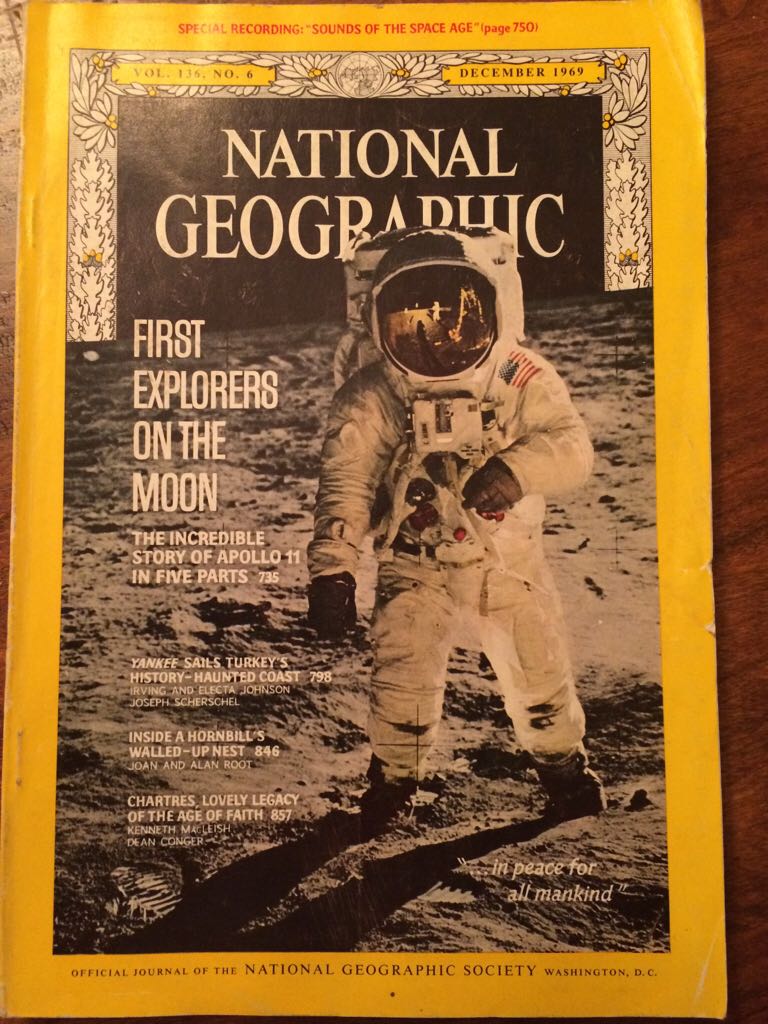 SPECIAL RECORDING: "SOUNDS OF THE SPACE AGE" (page 750)
VOL. 136, NO. 6
DECEMBER 1969
NATIONAL
GEOGRAPHIC
FIRST
EXPLORERS
ON THE
MOON
THE INCREDIBLE
STORY OF APOLLO 11
IN FIVE PARTS 735
YANKEE SAILS TURKEY'S
HISTORY-HAUNTED COAST 798
IRVING AND ELECTA JOHNSON
JOSEPH SCHERSCHEL
INSIDE A HORNBILL'S
WALLED-UP NEST 846
JOAN AND ALAN ROOT
CHARTRES, LOVELY LEGACY
OF THE AGE OF FAITH 857
KENNETH MACLEISH
DEAN CONGER
"...in peace for
all mankind"
OFFICIAL JOURNAL OF THE NATIONAL GEOGRAPHIC SOCIETY WASHINGTON, D.C.